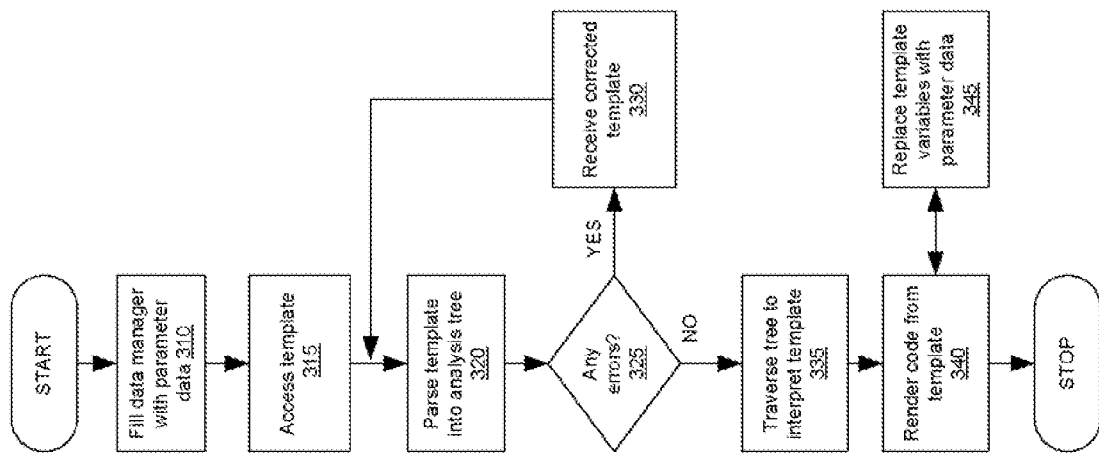 START
Fill data manager
with parameter
data 310
Access template
315
Parse template
into analysis tree
320
Any
errors?
325
YES
Receive corrected
template
330
NO
Traverse tree to
interpret template
335
Render code from
template
340
Replace template
variables with
parameter data
345
STOP